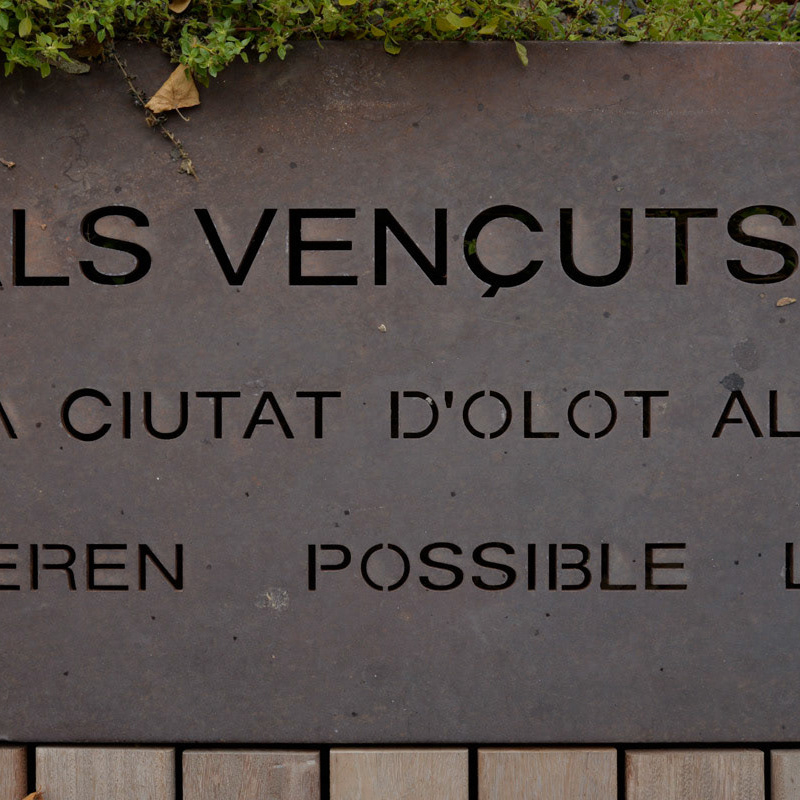 ALS VENÇUTS
A CIUTAT D'OLOT AL
EREN POSSIBLE L